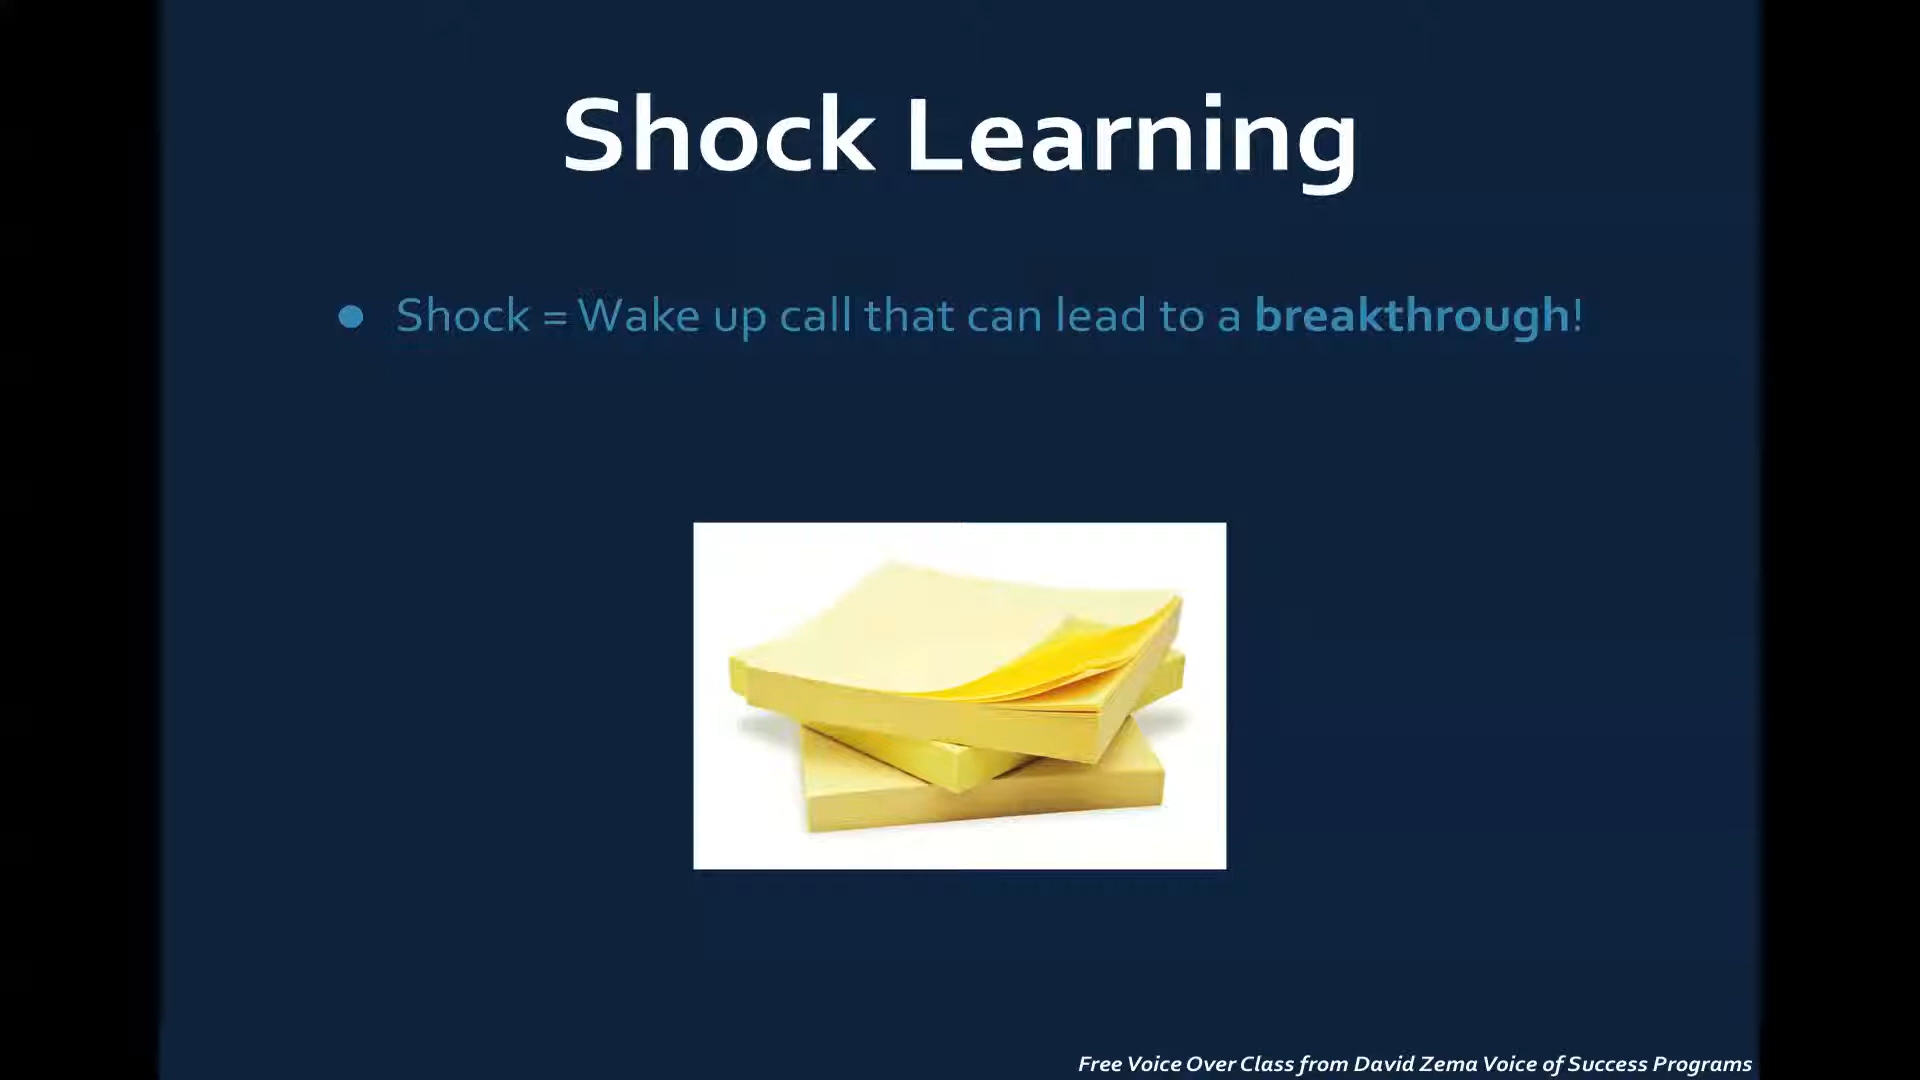 Shock Learning
Shock = Wake up call that can lead to a breakthrough!
Free Voice Over Class from David Zema Voice of Success Programs